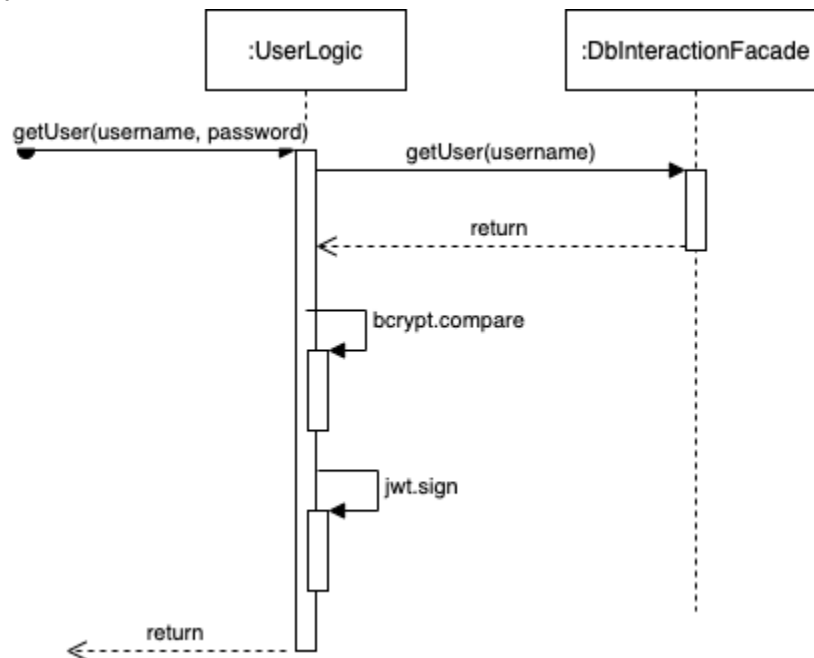 :UserLogic
:DbInteractionFacade
getUser(username, password)
getUser(username)
return
bcrypt.compare
jwt.sign
return